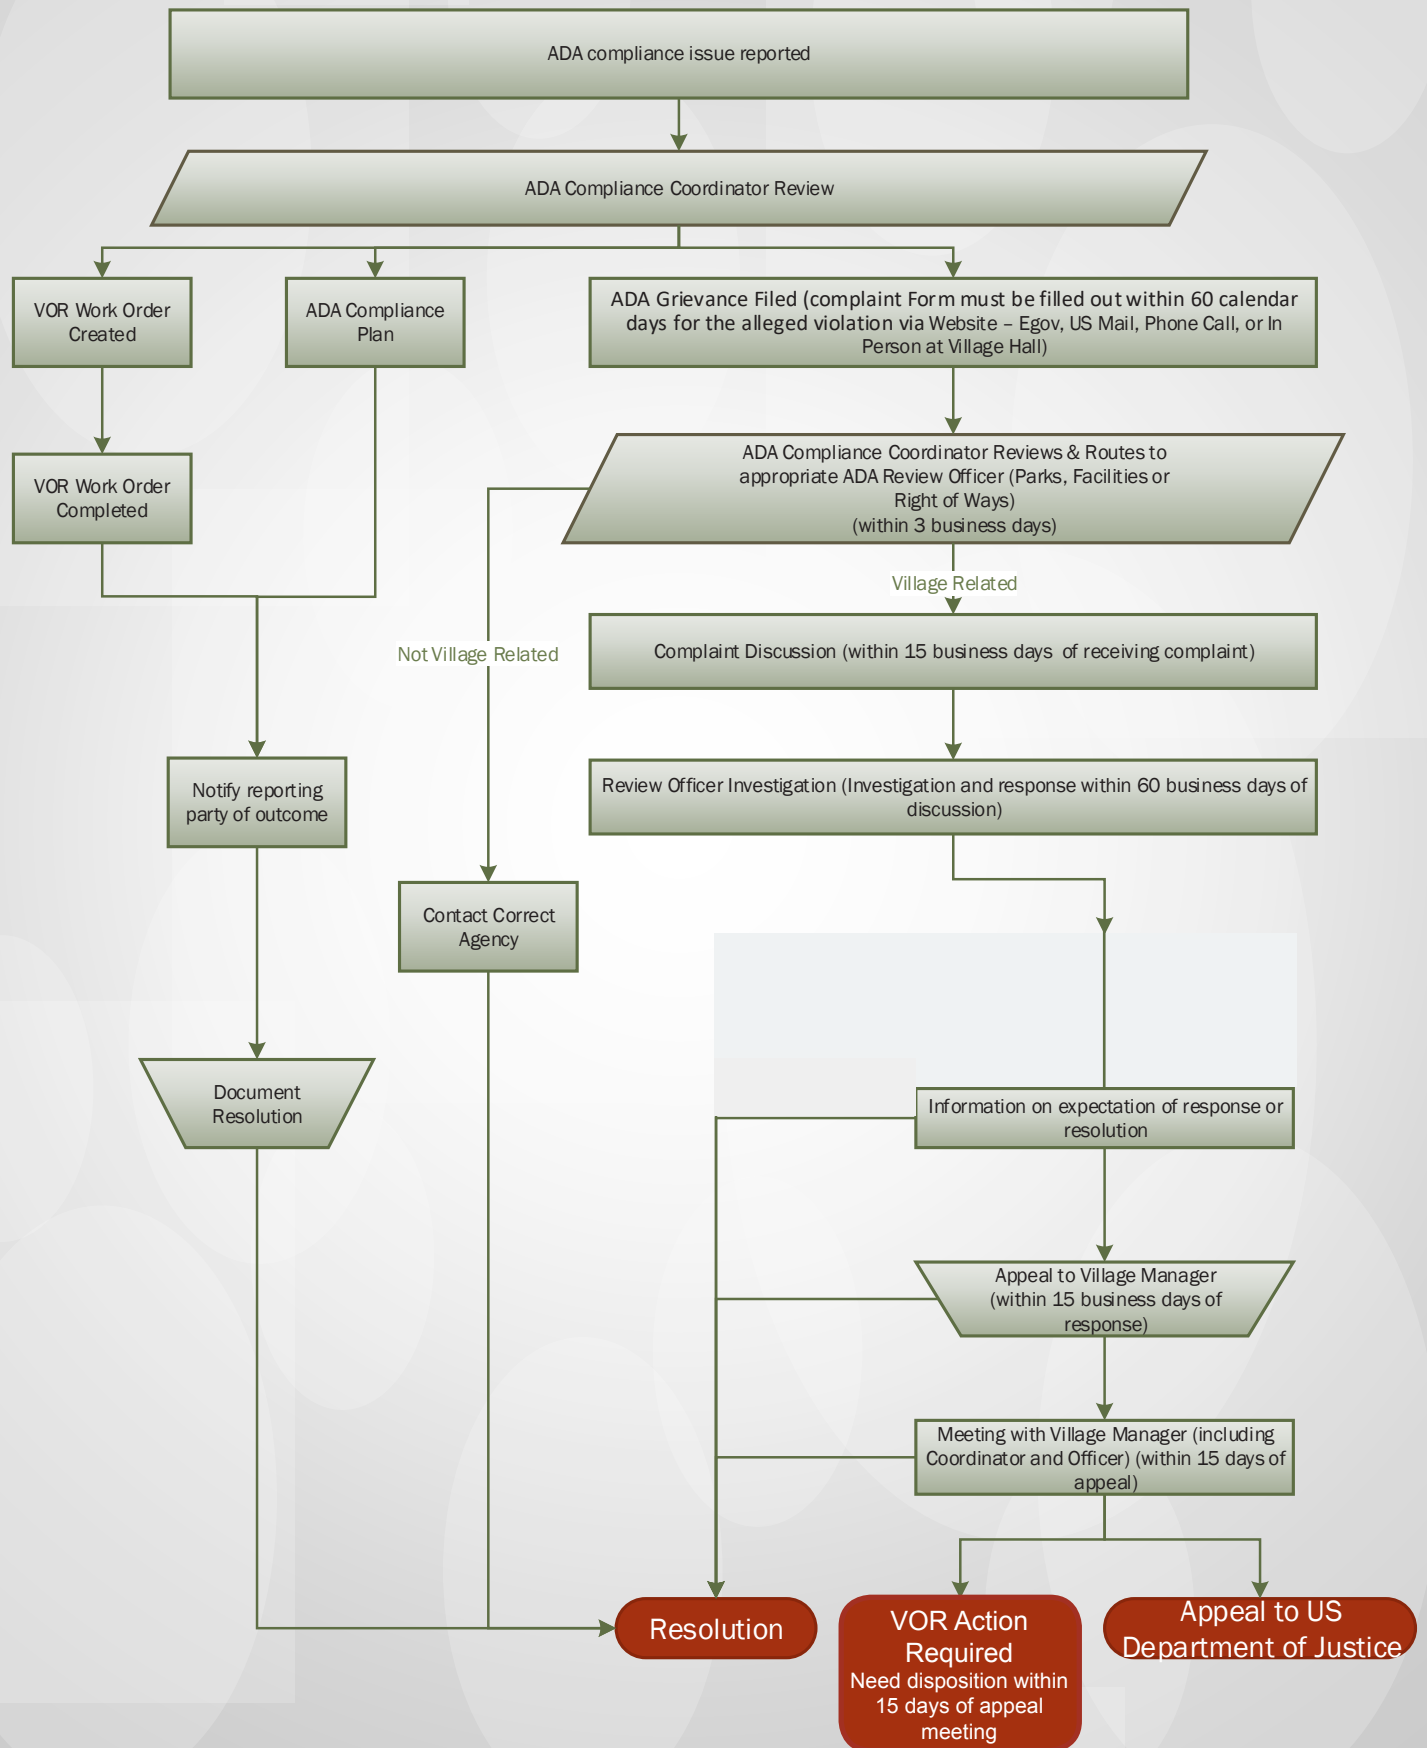 ADA compliance issue reported
ADA Compliance Coordinator Review
VOR Work Order
Created
ADA Compliance
Plan
ADA Grievance Filed (complaint Form must be filled out within 60 calendar
days for the alleged violation via Website – Egov, US Mail, Phone Call, or In
Person at Village Hall)
VOR Work Order
Completed
ADA Compliance Coordinator Reviews & Routes to
appropriate ADA Review Officer (Parks, Facilities or
Right of Ways)
(within 3 business days)
Village Related
Not Village Related
Complaint Discussion (within 15 business days of receiving complaint)
Notify reporting
party of outcome
Review Officer Investigation (Investigation and response within 60 business days of
discussion)
Contact Correct
Agency
Document
Resolution
Information on expectation of response or
resolution
Appeal to Village Manager
(within 15 business days of
response)
Meeting with Village Manager (including
Coordinator and Officer) (within 15 days of
appeal)
Resolution
VOR Action
Required
Need disposition within
15 days of appeal
meeting
Appeal to US
Department of Justice